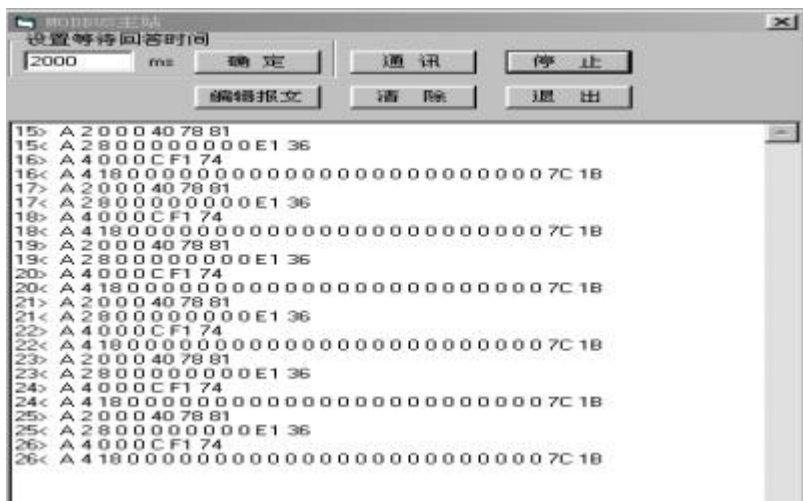 MODBUS主站
设置等待回答时间
2000 ms 确 定 通 讯 停 止
编辑报文 清 除 退 出
15> A 2 0 0 0 40 78 81
15< A 2 8 0 0 0 0 0 0 0 0 E1 36
16> A 4 0 0 0 C F1 74
16< A 4 18 0 0 0 0 0 0 0 0 0 0 0 0 0 0 0 0 0 0 0 0 0 0 0 0 7C 1B
17> A 2 0 0 0 40 78 81
17< A 2 8 0 0 0 0 0 0 0 0 E1 36
18> A 4 0 0 0 C F1 74
18< A 4 18 0 0 0 0 0 0 0 0 0 0 0 0 0 0 0 0 0 0 0 0 0 0 0 0 7C 1B
19> A 2 0 0 0 40 78 81
19< A 2 8 0 0 0 0 0 0 0 0 E1 36
20> A 4 0 0 0 C F1 74
20< A 4 18 0 0 0 0 0 0 0 0 0 0 0 0 0 0 0 0 0 0 0 0 0 0 0 0 7C 1B
21> A 2 0 0 0 40 78 81
21< A 2 8 0 0 0 0 0 0 0 0 E1 36
22> A 4 0 0 0 C F1 74
22< A 4 18 0 0 0 0 0 0 0 0 0 0 0 0 0 0 0 0 0 0 0 0 0 0 0 0 7C 1B
23> A 2 0 0 0 40 78 81
23< A 2 8 0 0 0 0 0 0 0 0 E1 36
24> A 4 0 0 0 C F1 74
24< A 4 18 0 0 0 0 0 0 0 0 0 0 0 0 0 0 0 0 0 0 0 0 0 0 0 0 7C 1B
25> A 2 0 0 0 40 78 81
25< A 2 8 0 0 0 0 0 0 0 0 E1 36
26> A 4 0 0 0 C F1 74
26< A 4 18 0 0 0 0 0 0 0 0 0 0 0 0 0 0 0 0 0 0 0 0 0 0 0 0 7C 1B